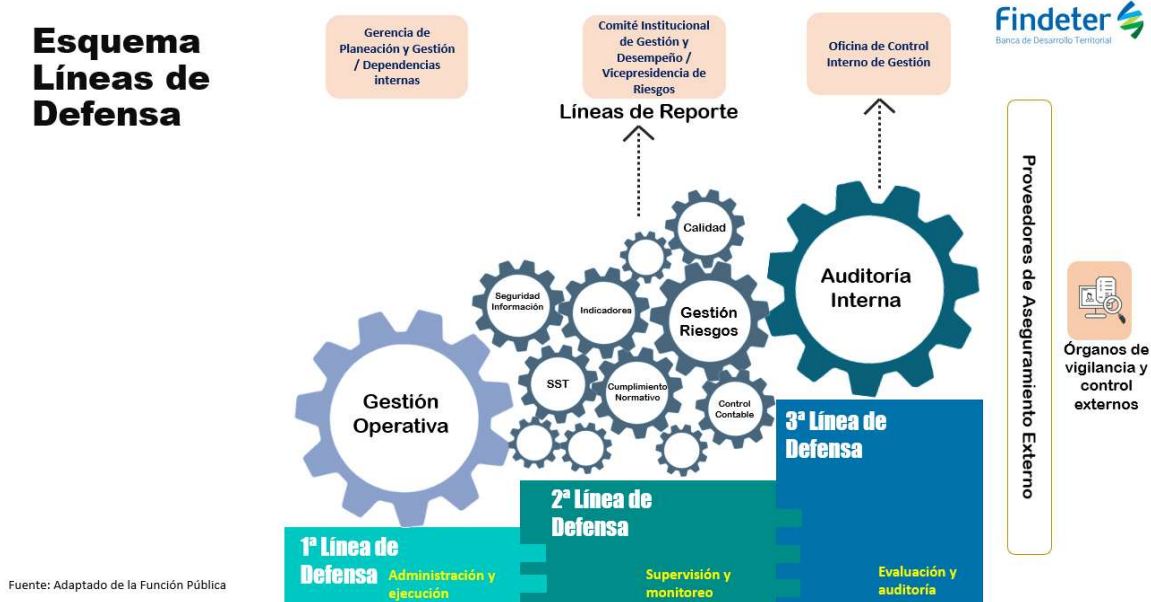 Esquema
Líneas de
Defensa
Gerencia de
Planeación y Gestión
/ Dependencias
internas
Comité Institucional
de Gestión y
Desempeño /
Vicepresidencia de
Riesgos
Oficina de Control
Interno de Gestión
Findeter
Banca de Desarrollo Territorial
Líneas de Reporte
Calidad
Seguridad
Información
Indicadores
Gestión
Riesgos
Auditoría
Interna
SST
Cumplimiento
Normativo
Control
Contable
Gestión
Operativa
Proveedores de Aseguramiento Externo
Órganos de
vigilancia y
control
externos
1ª Línea de
Defensa
Administración y
ejecución
2ª Línea de
Defensa
Supervisión y
monitoreo
3ª Línea de
Defensa
Evaluación y
auditoría
Fuente: Adaptado de la Función Pública